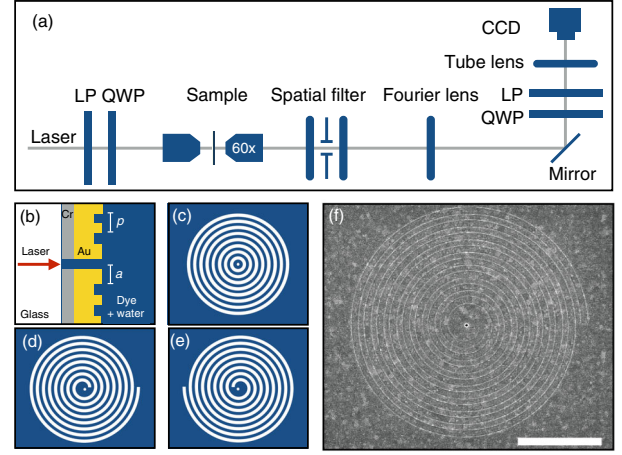 (a)
CCD
Tube lens
LP
QWP
LP QWP
Sample
Spatial filter
Fourier lens
Laser
60x
Mirror
(b)
Cr
p
Au
Laser
a
Glass
Dye
+ water
(c)
(d)
(e)
(f)